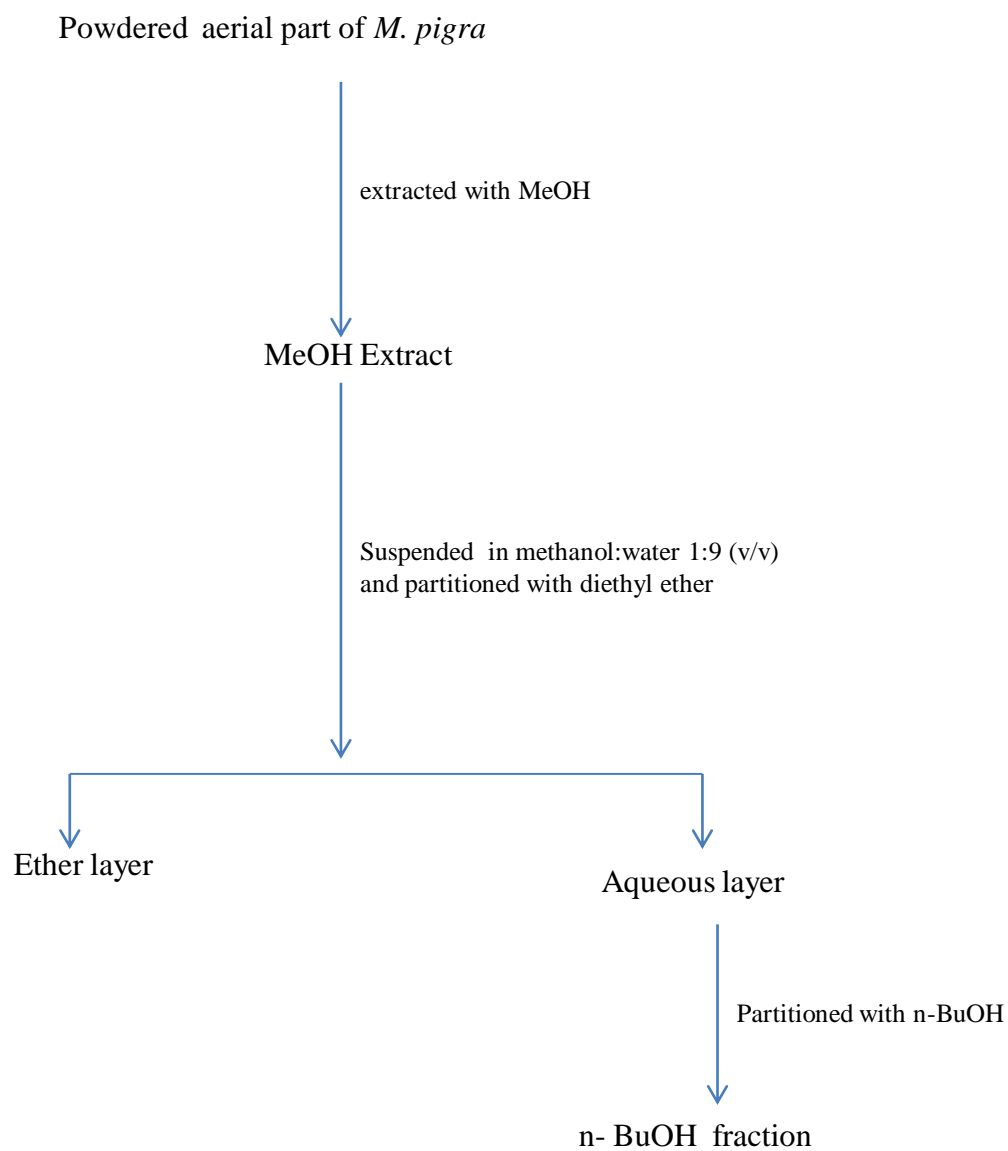 Powdered aerial part of M. pigra
extracted with MeOH
MeOH Extract
Suspended in methanol:water 1:9 (v/v)
and partitioned with diethyl ether
Ether layer
Aqueous layer
Partitioned with n-BuOH
n- BuOH fraction